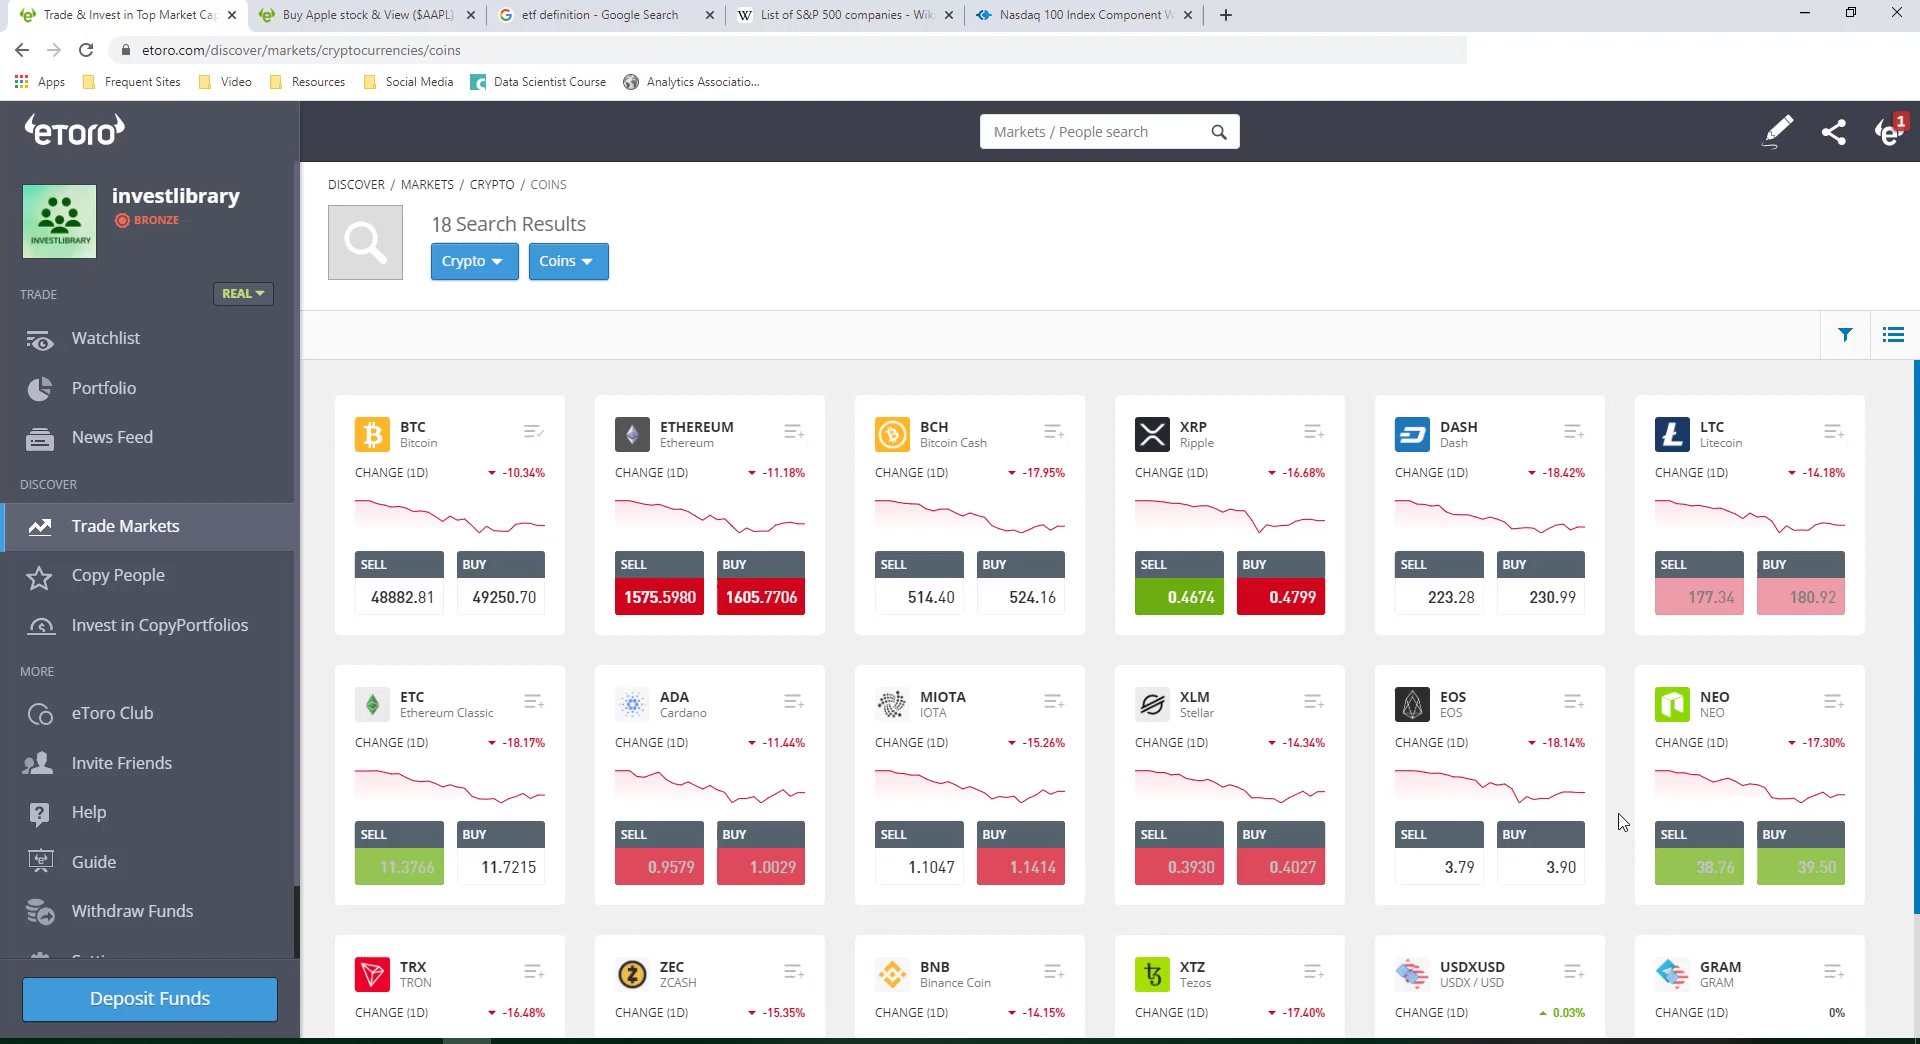 Trade & Invest in Top Market Ca
Buy Apple stock & View ($AAPL)
etf definition - Google Search
List of S&P 500 companies - Wik
Nasdaq 100 Index Component W
etoro.com/discover/markets/cryptocurrencies/coins
Apps Frequent Sites Video Resources Social Media Data Scientist Course Analytics Associatio...
eToro
Markets / People search
1
investlibrary
BRONZE
INVESTLIBRARY
TRADE REAL
Watchlist
Portfolio
News Feed
DISCOVER
Trade Markets
Copy People
Invest in CopyPortfolios
MORE
eToro Club
Invite Friends
Help
Guide
Withdraw Funds
Deposit Funds
DISCOVER / MARKETS / CRYPTO / COINS
18 Search Results
Crypto Coins
BTC
Bitcoin
CHANGE (1D) -10.34%
SELL BUY
48882.81 49250.70
ETHEREUM
Ethereum
CHANGE (1D) -11.18%
SELL BUY
1575.5980 1605.7706
BCH
Bitcoin Cash
CHANGE (1D) -17.95%
SELL BUY
514.40 524.16
XRP
Ripple
CHANGE (1D) -16.68%
SELL BUY
0.4674 0.4799
DASH
Dash
CHANGE (1D) -18.42%
SELL BUY
223.28 230.99
LTC
Litecoin
CHANGE (1D) -14.18%
SELL BUY
177.34 180.92
ETC
Ethereum Classic
CHANGE (1D) -18.17%
SELL BUY
11.3766 11.7215
ADA
Cardano
CHANGE (1D) -11.44%
SELL BUY
0.9579 1.0029
MIOTA
IOTA
CHANGE (1D) -15.26%
SELL BUY
1.1047 1.1414
XLM
Stellar
CHANGE (1D) -14.34%
SELL BUY
0.3930 0.4027
EOS
EOS
CHANGE (1D) -18.14%
SELL BUY
3.79 3.90
NEO
NEO
CHANGE (1D) -17.30%
SELL BUY
38.76 39.50
TRX
TRON
CHANGE (1D) -16.48%
ZEC
ZCASH
CHANGE (1D) -15.35%
BNB
Binance Coin
CHANGE (1D) -14.15%
XTZ
Tezos
CHANGE (1D) -17.40%
USDXUSD
USDX / USD
CHANGE (1D) 0.03%
GRAM
GRAM
CHANGE (1D) 0%